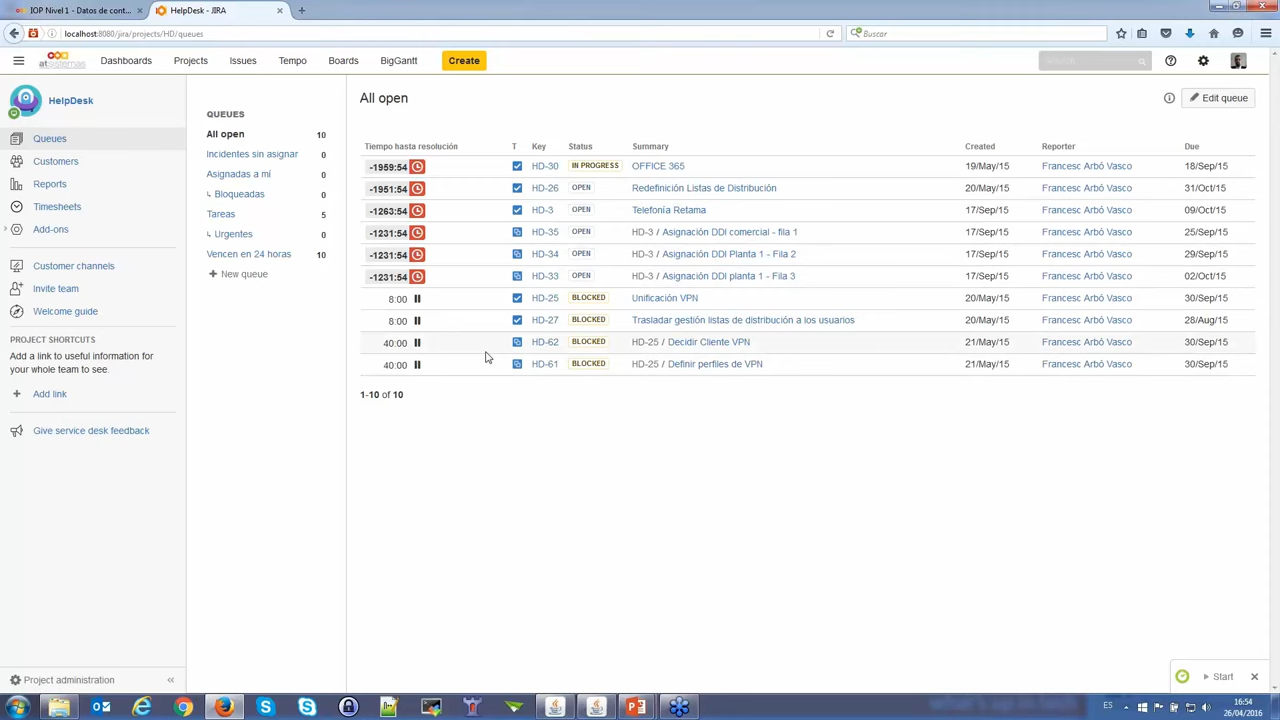 IOP Nivel 1 - Datos de cont...
HelpDesk - JIRA
localhost:8080/jira/projects/HD/queues
Buscar
atSistemas
Dashboards
Projects
Issues
Tempo
Boards
BigGantt
Create
Search
HelpDesk
Queues
Customers
Reports
Timesheets
Add-ons
Customer channels
Invite team
Welcome guide
PROJECT SHORTCUTS
Add a link to useful information for
your whole team to see.
Add link
Give service desk feedback
Project administration
QUEUES
All open 10
Incidentes sin asignar 0
Asignadas a mí 0
Bloqueadas 0
Tareas 5
Urgentes 0
Vencen en 24 horas 10
New queue
All open
Edit queue
Tiempo hasta resolución T Key Status Summary Created Reporter Due
-1959:54 HD-30 IN PROGRESS OFFICE 365 19/May/15 Francesc Arbó Vasco 18/Sep/15
-1951:54 HD-26 OPEN Redefinición Listas de Distribución 20/May/15 Francesc Arbó Vasco 31/Oct/15
-1263:54 HD-3 OPEN Telefonía Retama 17/Sep/15 Francesc Arbó Vasco 09/Oct/15
-1231:54 HD-35 OPEN HD-3 / Asignación DDI comercial - fila 1 17/Sep/15 Francesc Arbó Vasco 25/Sep/15
-1231:54 HD-34 OPEN HD-3 / Asignación DDI Planta 1 - Fila 2 17/Sep/15 Francesc Arbó Vasco 29/Sep/15
-1231:54 HD-33 OPEN HD-3 / Asignación DDI planta 1 - Fila 3 17/Sep/15 Francesc Arbó Vasco 02/Oct/15
8:00 HD-25 BLOCKED Unificación VPN 20/May/15 Francesc Arbó Vasco 30/Sep/15
8:00 HD-27 BLOCKED Trasladar gestión listas de distribución a los usuarios 20/May/15 Francesc Arbó Vasco 28/Aug/15
40:00 HD-62 BLOCKED HD-25 / Decidir Cliente VPN 21/May/15 Francesc Arbó Vasco 30/Sep/15
40:00 HD-61 BLOCKED HD-25 / Definir perfiles de VPN 21/May/15 Francesc Arbó Vasco 30/Sep/15
1-10 of 10
Start
ES
16:54
26/04/2016